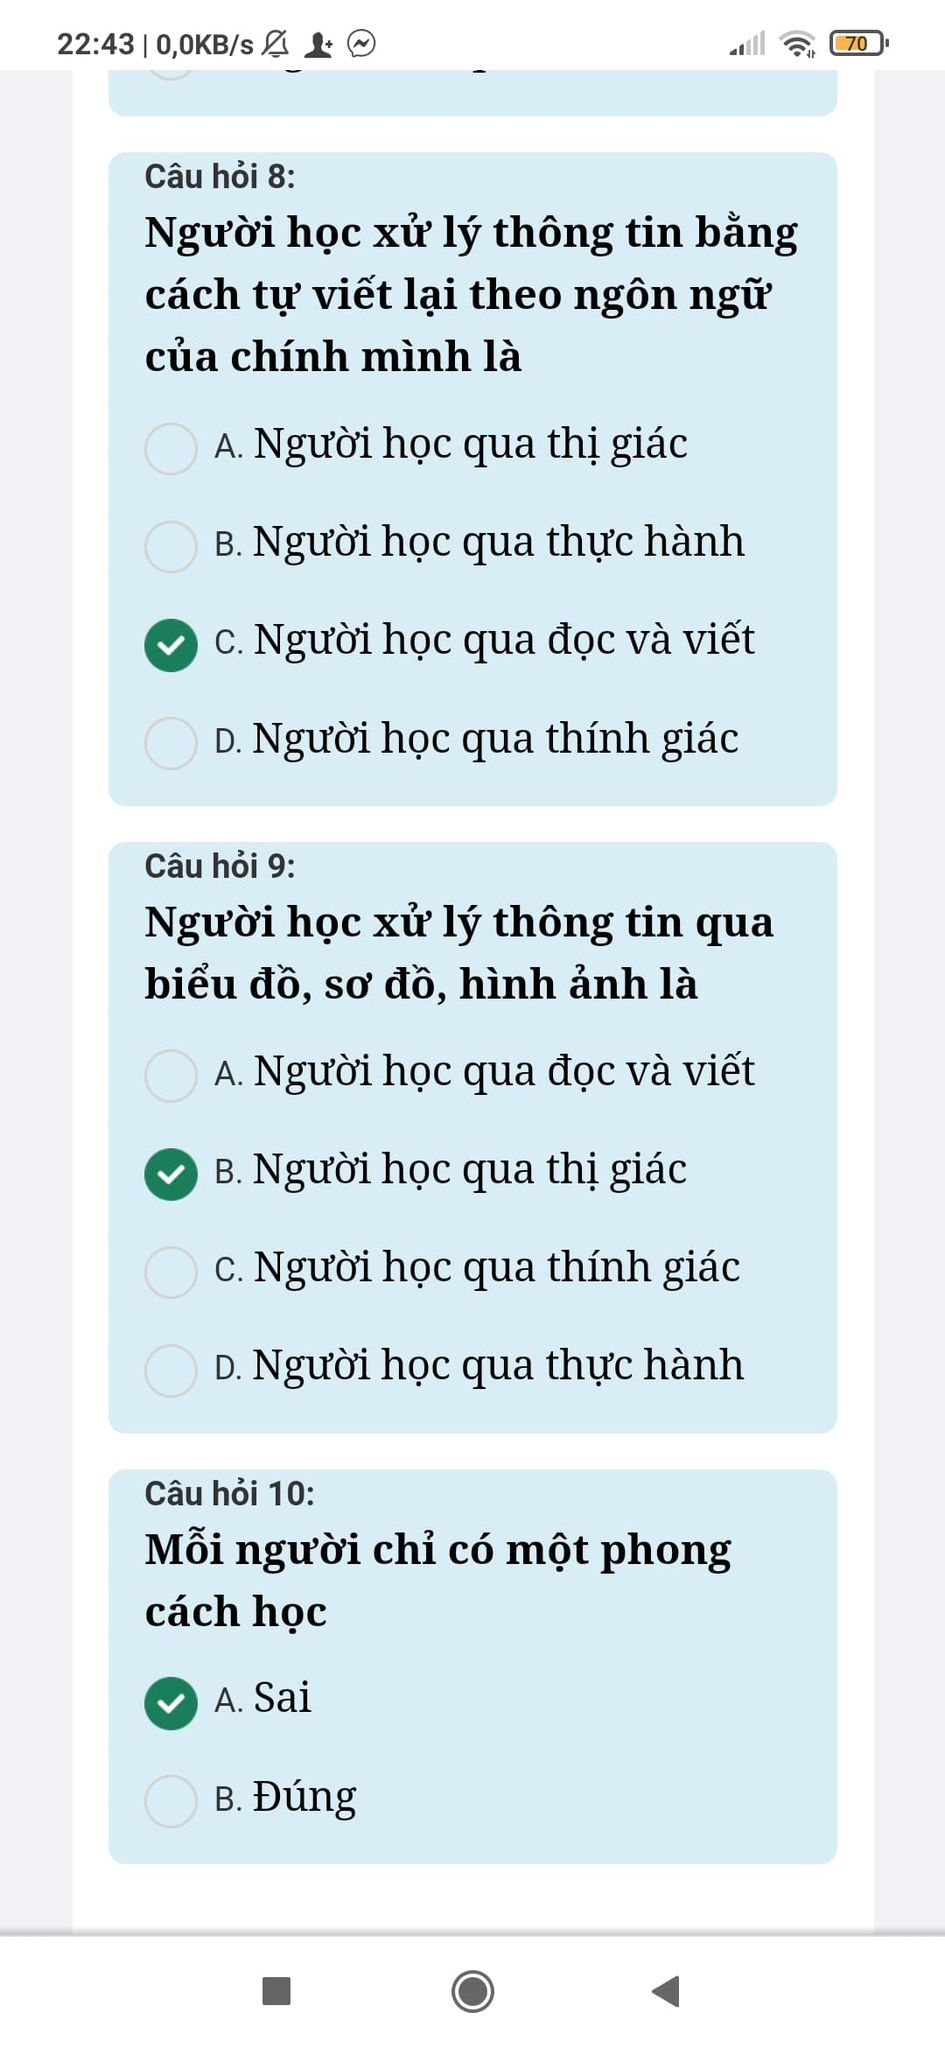 22:43 | 0,0KB/s
70
Câu hỏi 8:
Người học xử lý thông tin bằng
cách tự viết lại theo ngôn ngữ
của chính mình là
A. Người học qua thị giác
B. Người học qua thực hành
C. Người học qua đọc và viết
D. Người học qua thính giác
Câu hỏi 9:
Người học xử lý thông tin qua
biểu đồ, sơ đồ, hình ảnh là
A. Người học qua đọc và viết
B. Người học qua thị giác
C. Người học qua thính giác
D. Người học qua thực hành
Câu hỏi 10:
Mỗi người chỉ có một phong
cách học
A. Sai
B. Đúng